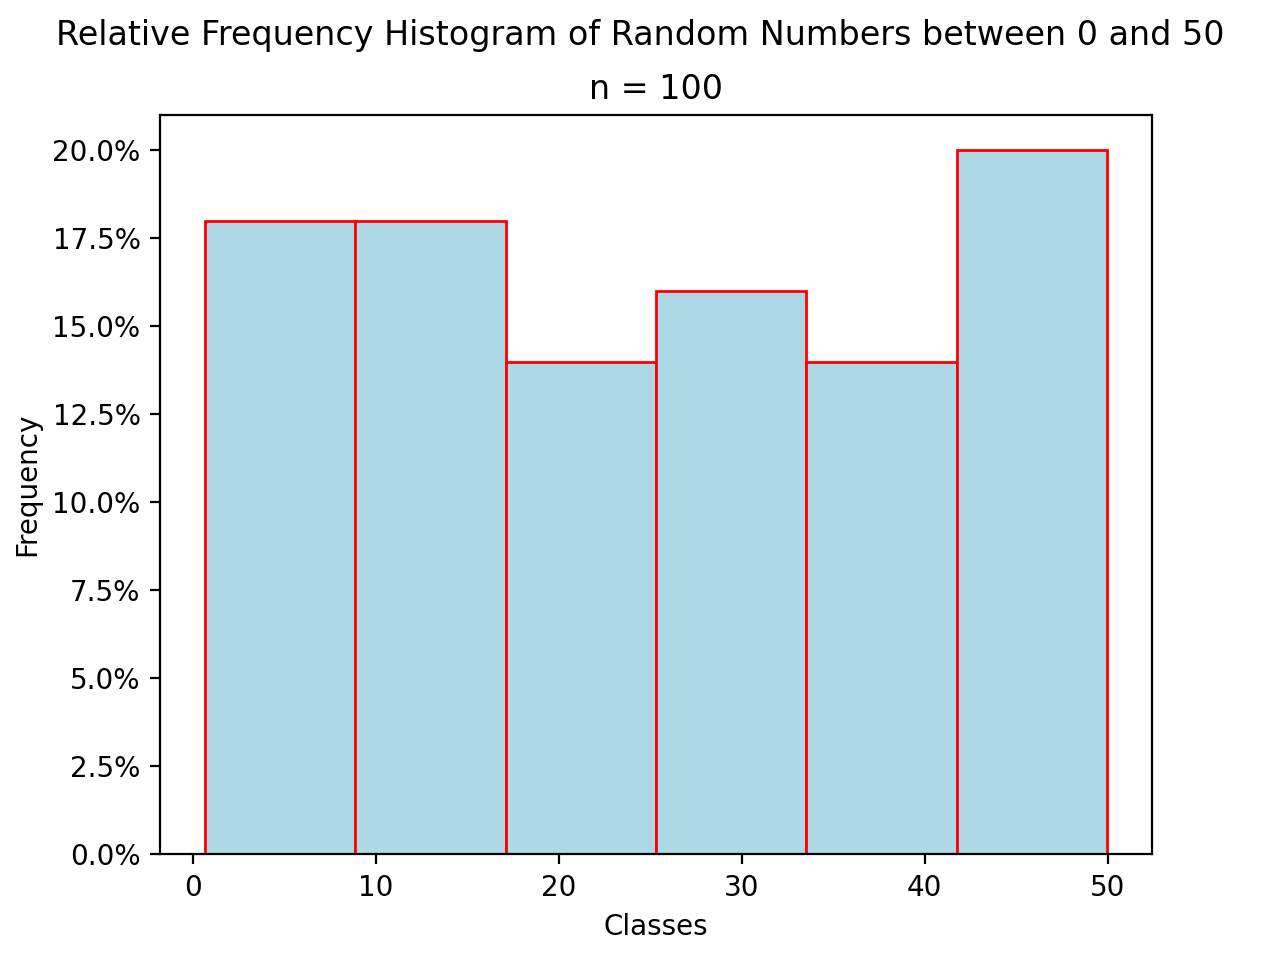 Relative Frequency Histogram of Random Numbers between 0 and 50
n = 100
20.0%
17.5%
15.0%
12.5%
10.0%
7.5%
5.0%
2.5%
0.0%
Frequency
0 10 20 30 40 50
Classes